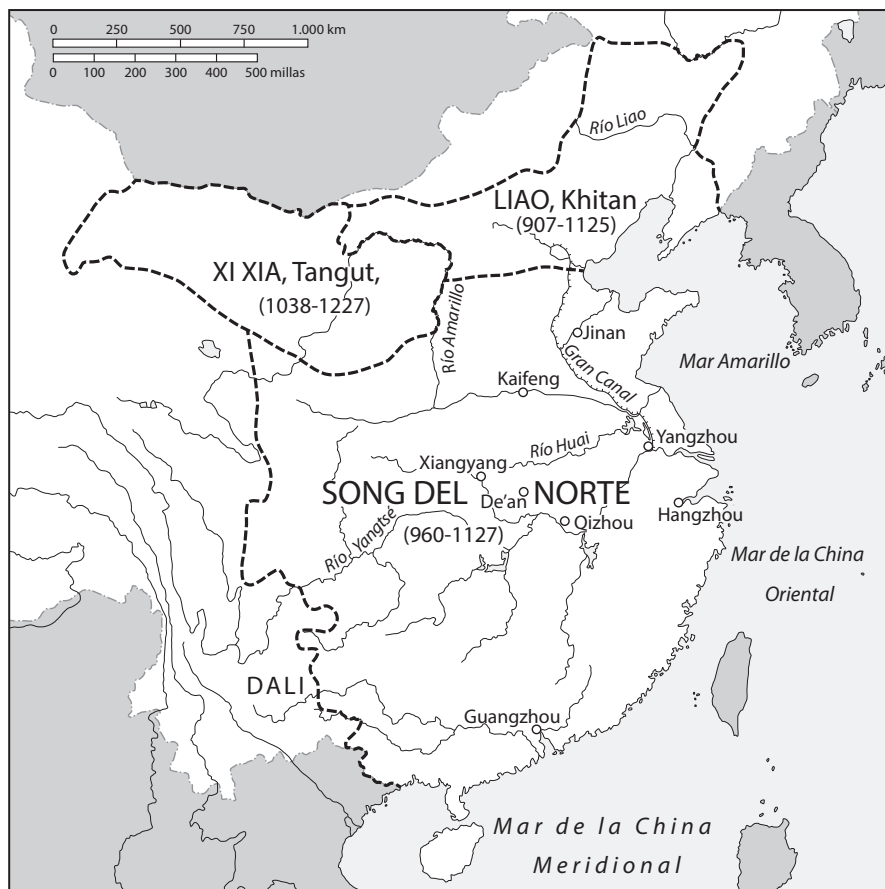 0 250 500 750 1.000 km
0 100 200 300 400 500 millas
Río Liao
LIAO, Khitan
(907-1125)
XI XIA, Tangut,
(1038-1227)
Río Amarillo
Jinan
Gran Canal
Mar Amarillo
Kaifeng
Yangzhou
Río Huai
Xiangyang
SONG DEL NORTE
De'an
(960-1127)
Qizhou
Hangzhou
Río Yangtsé
Mar de la China
Oriental
DALI
Guangzhou
Mar de la China
Meridional